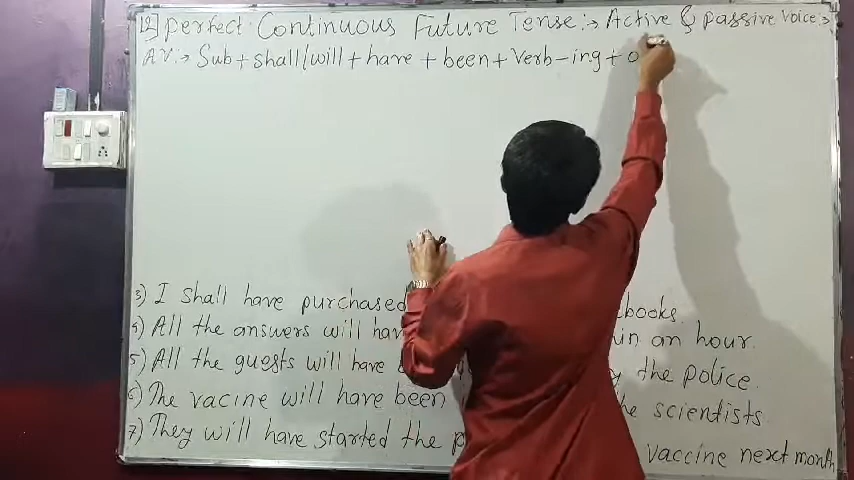 12] Perfect Continuous Future Tense :→ Active & Passive Voice :→
AV :→ Sub + shall/will + have + been + Verb-ing + o
3) I shall have purchased books.
4) All the answers will in an hour.
5) All the guests will have the Police.
6) The vacine will have been the scientists
7) They will have started the vaccine next month